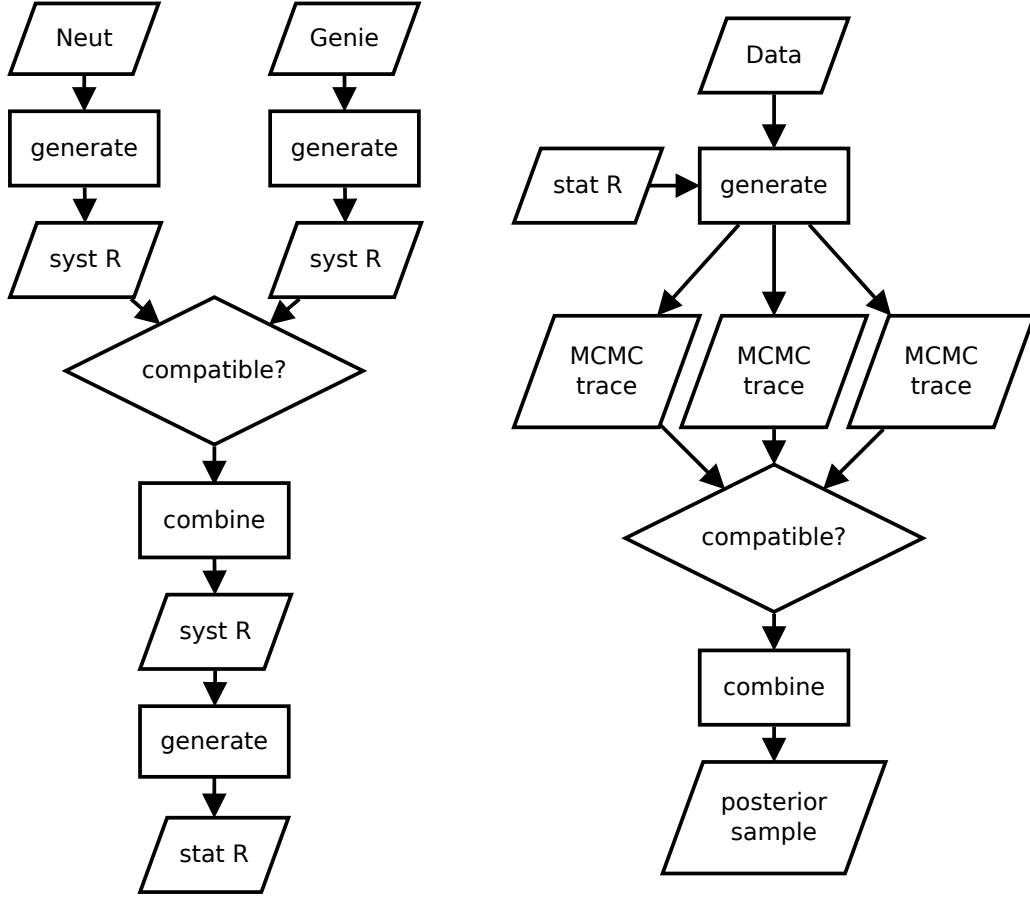 Neut
Genie
generate
generate
syst R
syst R
compatible?
combine
syst R
generate
stat R
Data
stat R
generate
MCMC
trace
MCMC
trace
MCMC
trace
compatible?
combine
posterior
sample